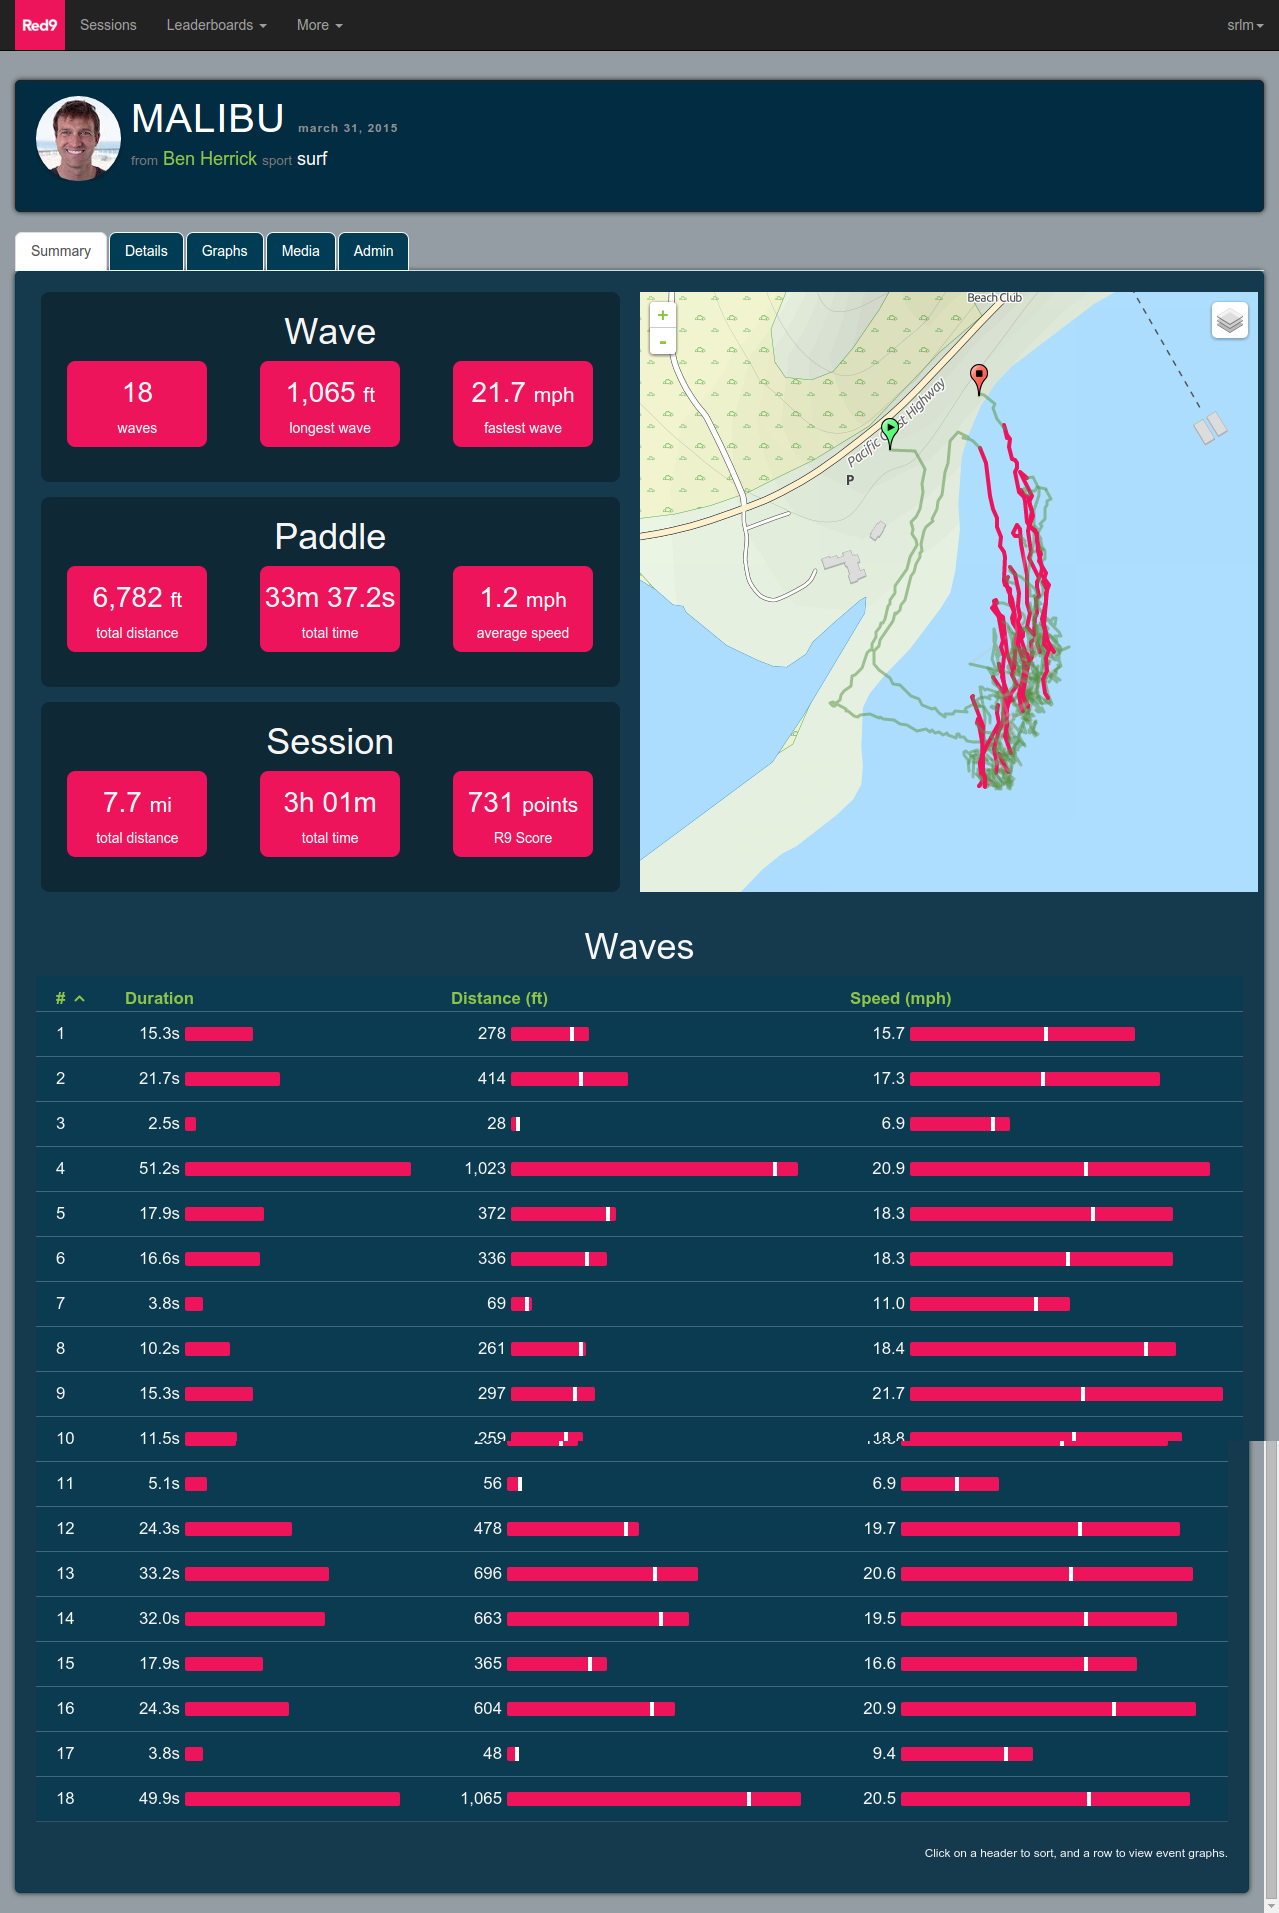 Red9 Sessions Leaderboards More srlm
MALIBU march 31, 2015
from Ben Herrick sport surf
Summary Details Graphs Media Admin
Wave
18 1,065 ft 21.7 mph
waves longest wave fastest wave
Paddle
6,782 ft 33m 37.2s 1.2 mph
total distance total time average speed
Session
7.7 mi 3h 01m 731 points
total distance total time R9 Score
+
-
Beach Club
Pacific Coast Highway
P
Waves
# Duration Distance (ft) Speed (mph)
1 15.3s 278 15.7
2 21.7s 414 17.3
3 2.5s 28 6.9
4 51.2s 1,023 20.9
5 17.9s 372 18.3
6 16.6s 336 18.3
7 3.8s 69 11.0
8 10.2s 261 18.4
9 15.3s 297 21.7
10 11.5s 259 18.8
11 5.1s 56 6.9
12 24.3s 478 19.7
13 33.2s 696 20.6
14 32.0s 663 19.5
15 17.9s 365 16.6
16 24.3s 604 20.9
17 3.8s 48 9.4
18 49.9s 1,065 20.5
Click on a header to sort, and a row to view event graphs.